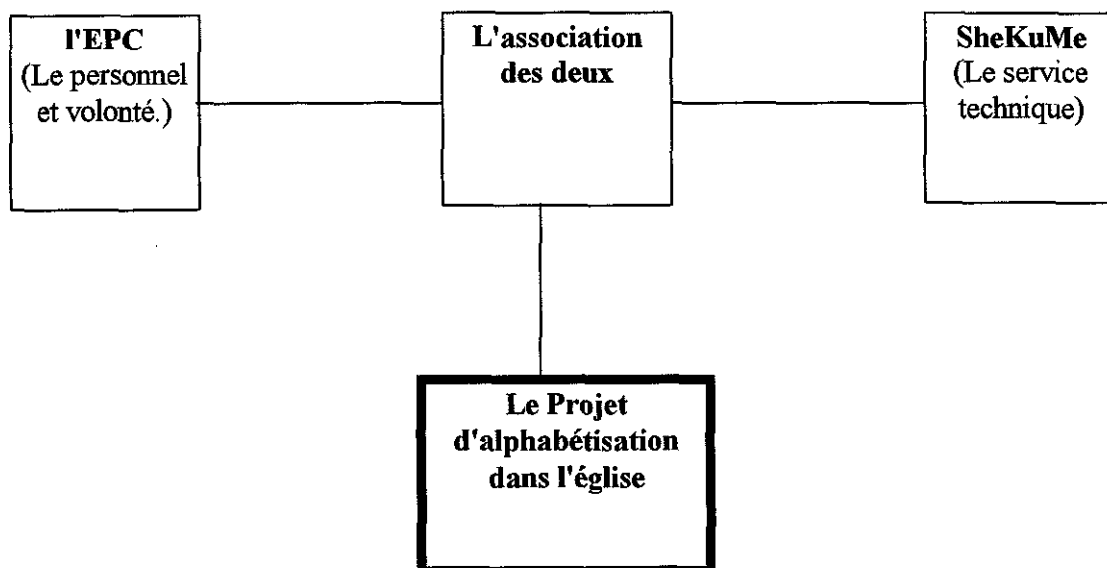 l'EPC
(Le personnel
et volonté.)
L'association
des deux
SheKuMe
(Le service
technique)
Le Projet
d'alphabétisation
dans l'église